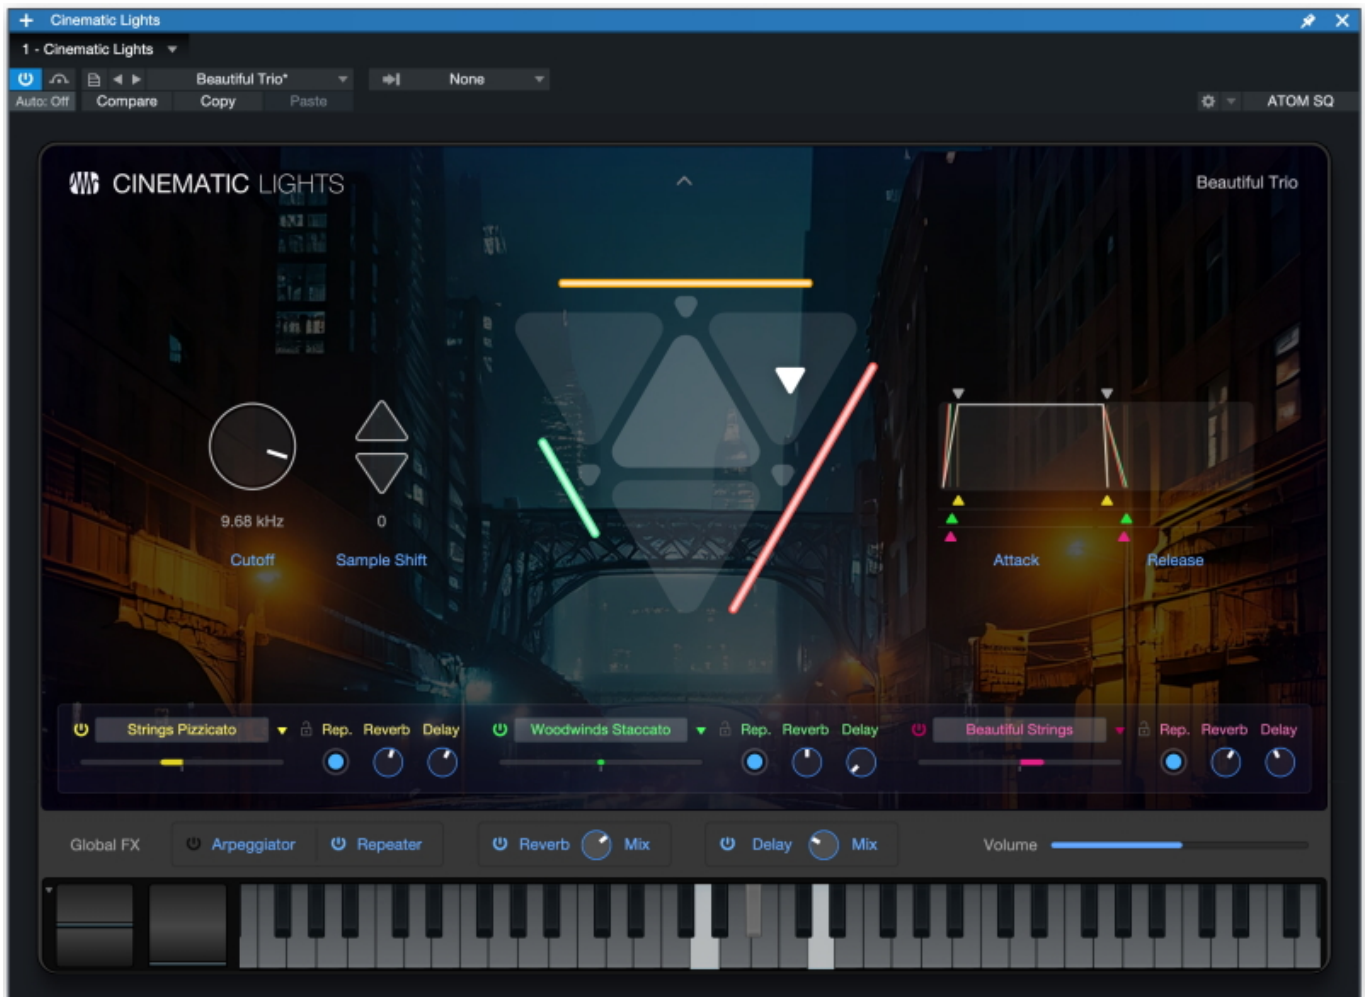 Cinematic Lights
1 - Cinematic Lights
Beautiful Trio* None
Auto: Off Compare Copy Paste ATOM SQ
CINEMATIC LIGHTS Beautiful Trio
9.68 kHz 0
Cutoff Sample Shift Attack Release
Strings Pizzicato Rep. Reverb Delay Woodwinds Staccato Rep. Reverb Delay Beautiful Strings Rep. Reverb Delay
Global FX Arpeggiator Repeater Reverb Mix Delay Mix Volume